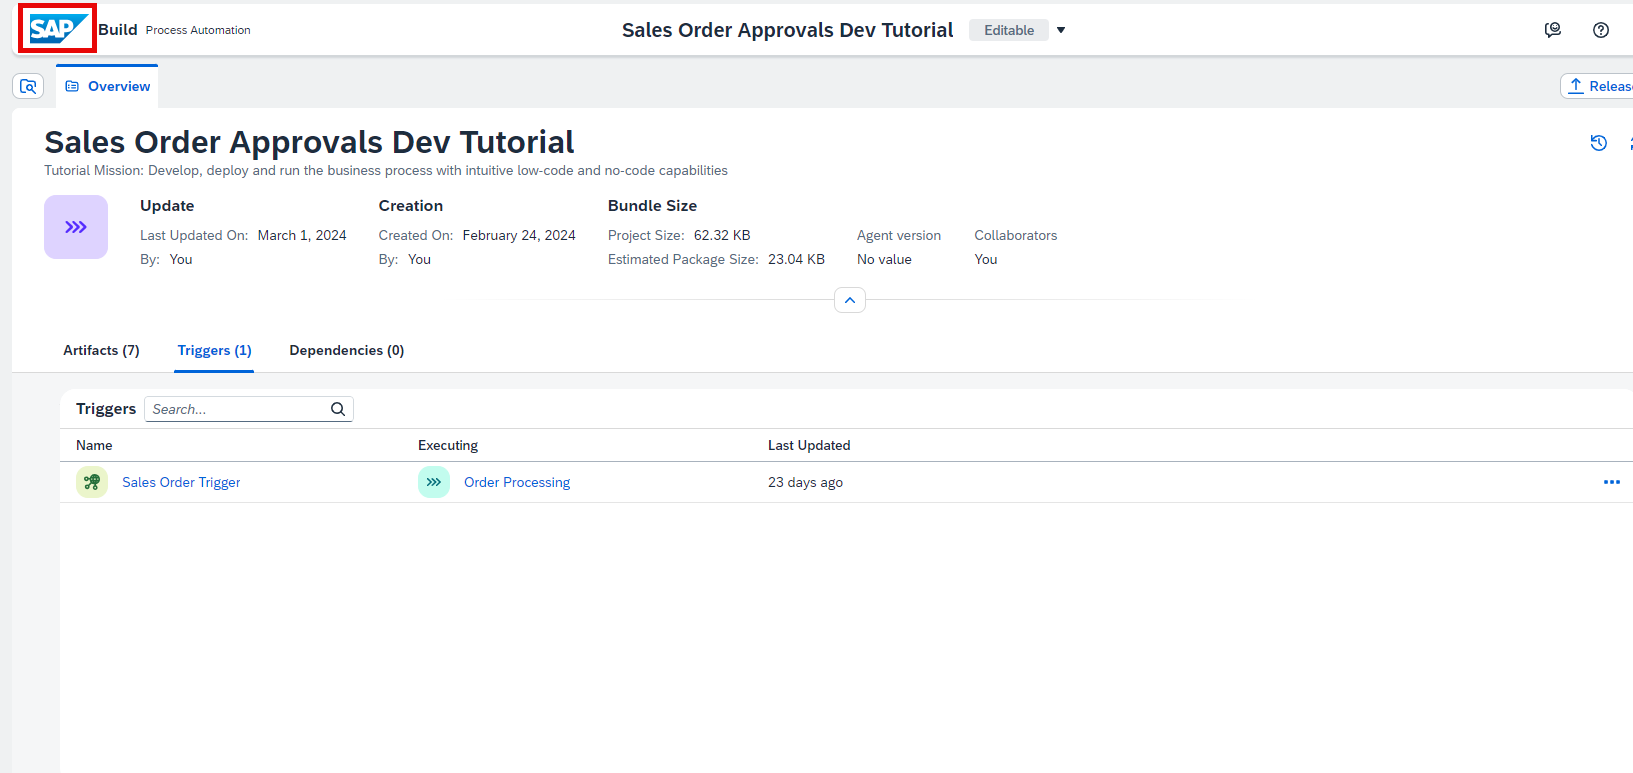 SAP Build Process Automation
Sales Order Approvals Dev Tutorial Editable
Overview
Sales Order Approvals Dev Tutorial
Tutorial Mission: Develop, deploy and run the business process with intuitive low-code and no-code capabilities
Update Creation Bundle Size
Last Updated On: March 1, 2024 Created On: February 24, 2024 Project Size: 62.32 KB Agent version Collaborators
By: You By: You Estimated Package Size: 23.04 KB No value You
Artifacts (7) Triggers (1) Dependencies (0)
Triggers Search...
Name Executing Last Updated
Sales Order Trigger Order Processing 23 days ago